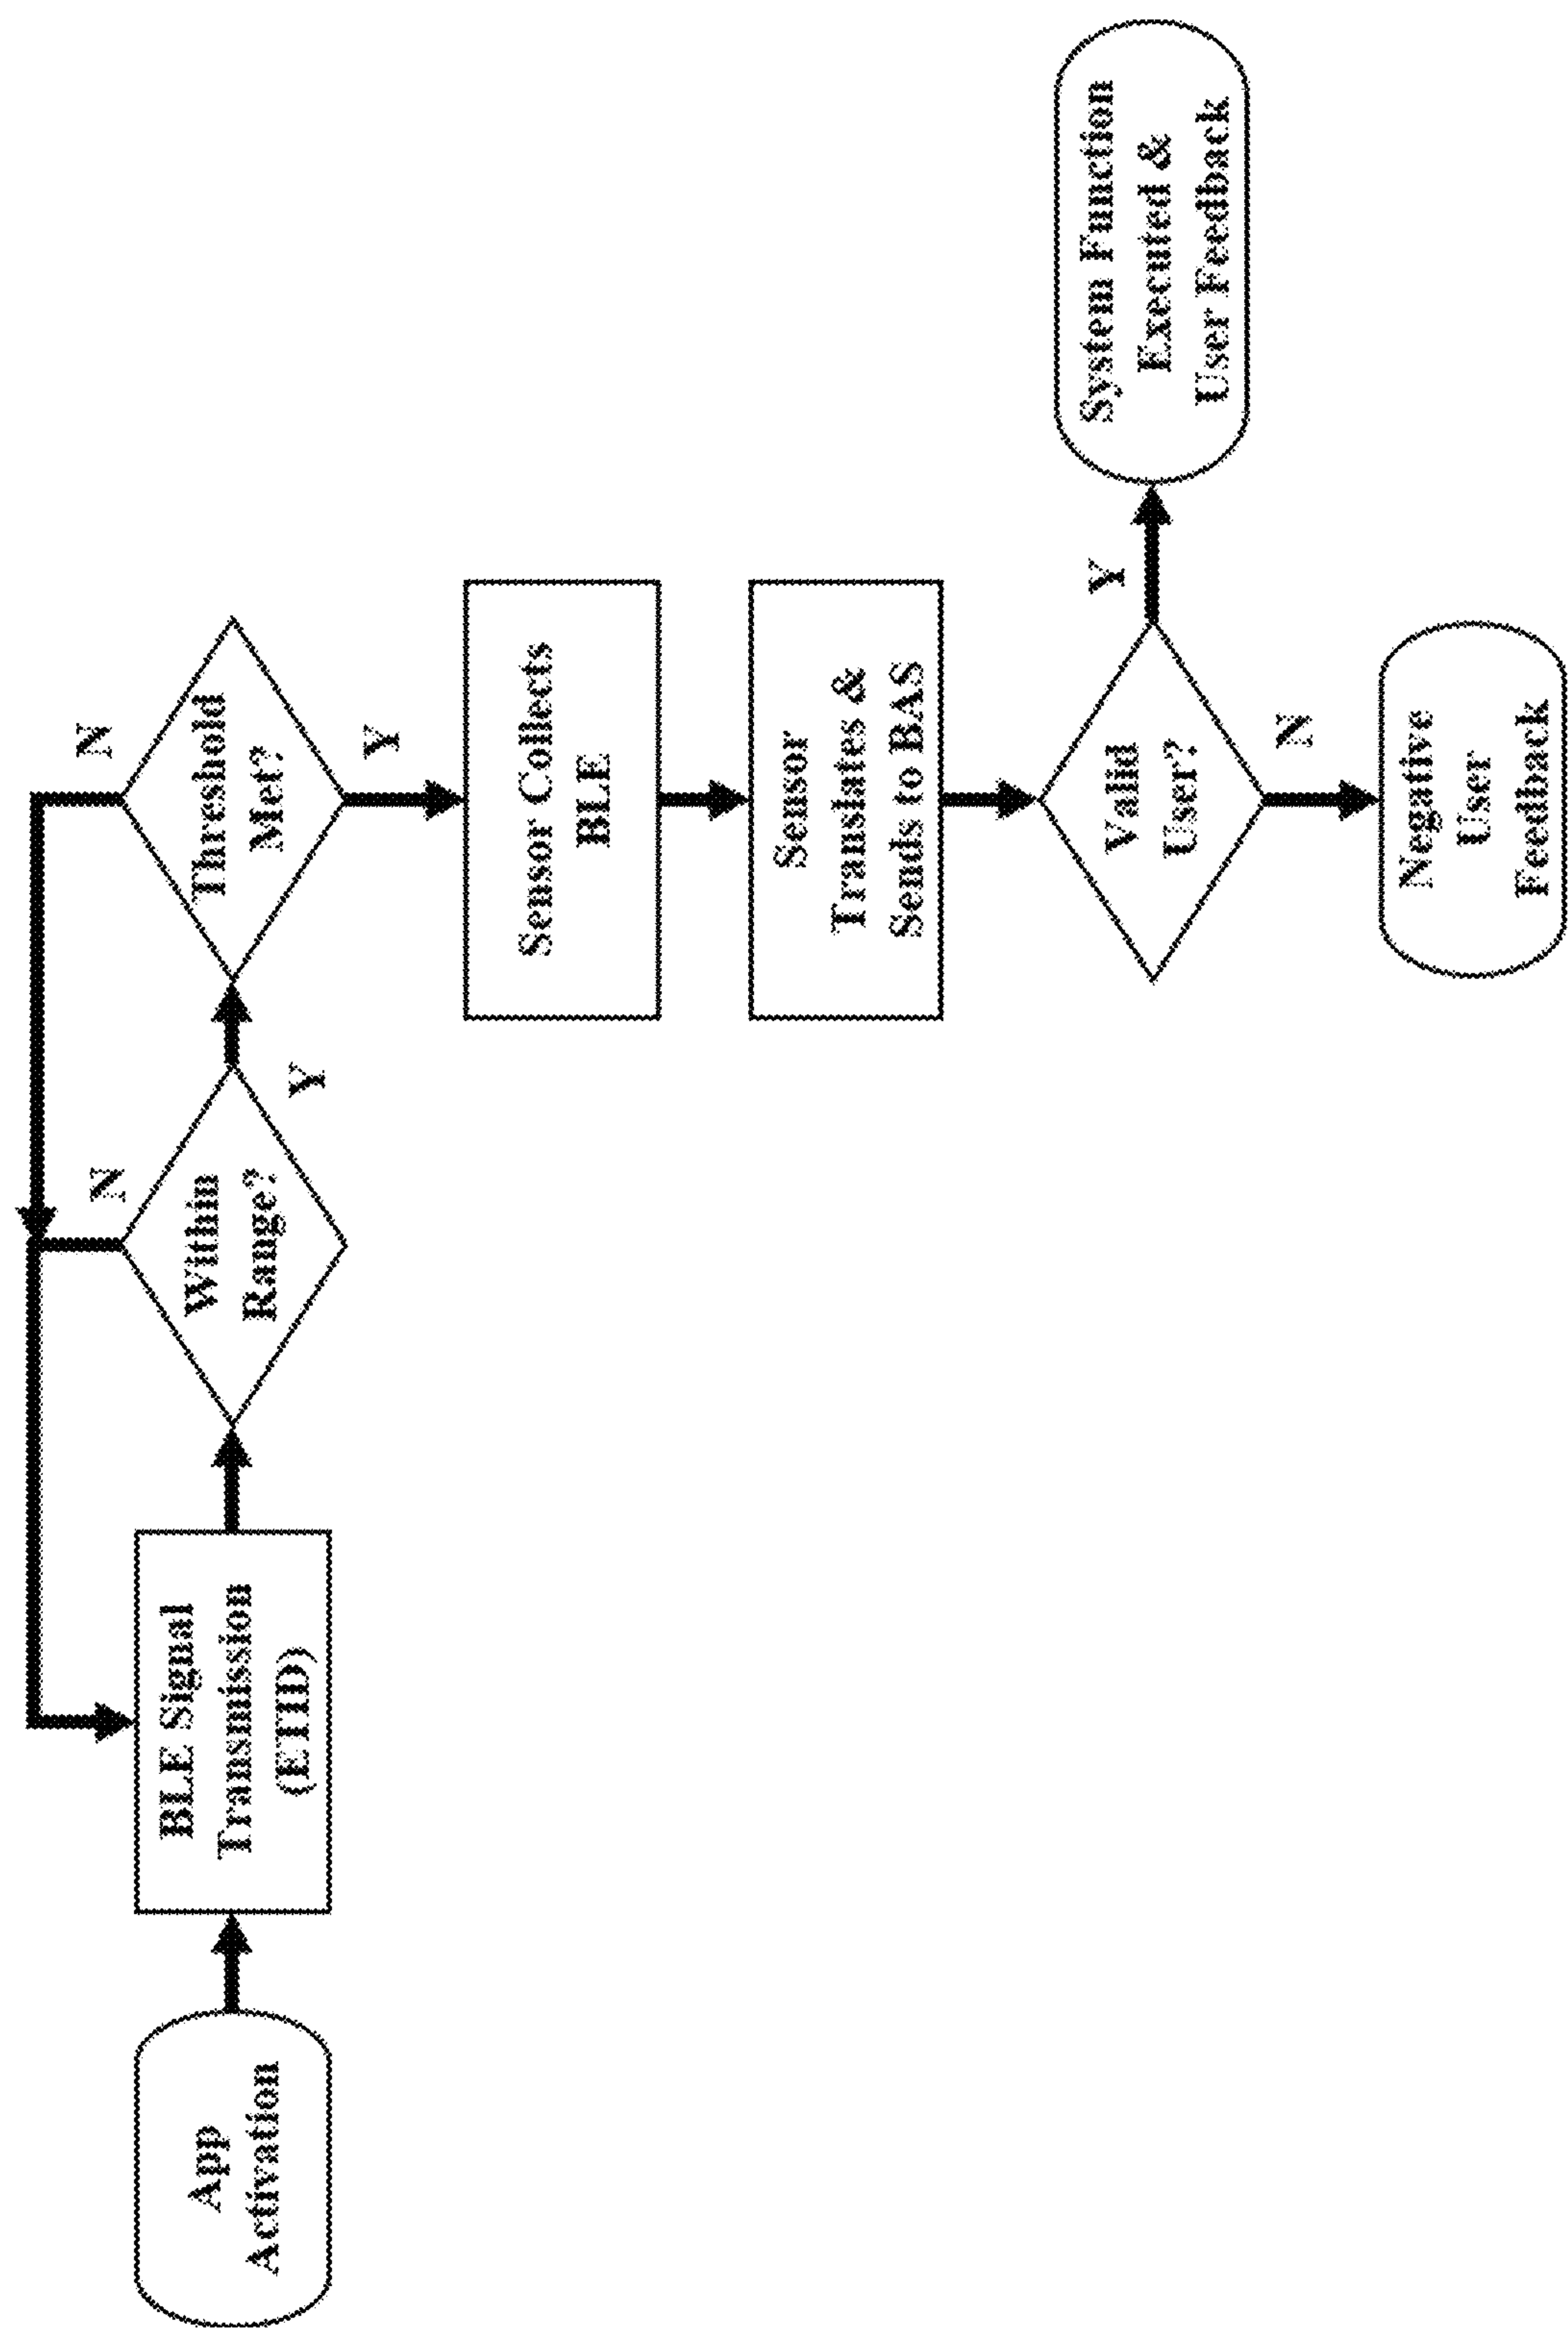 App
Activation
BLE Signal
Transmission
(ETID)
Within
Range?
N
Y
Threshold
Met?
N
Y
Sensor Collects
BLE
Sensor
Translates &
Sends to BAS
Valid
User?
Y
N
System Function
Executed &
User Feedback
Negative
User
Feedback